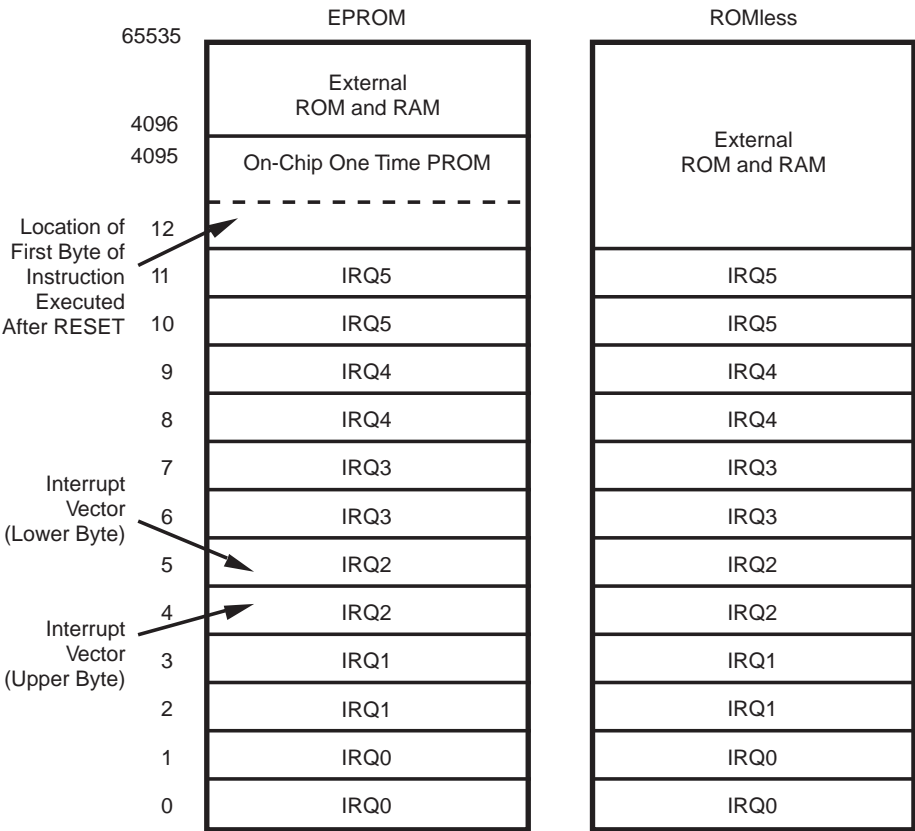 EPROM
ROMless
65535
External
ROM and RAM
4096
4095
On-Chip One Time PROM
External
ROM and RAM
Location of
First Byte of
Instruction
Executed
After RESET
12
11
IRQ5
IRQ5
10
IRQ5
IRQ5
9
IRQ4
IRQ4
8
IRQ4
IRQ4
7
IRQ3
IRQ3
Interrupt
Vector
(Lower Byte)
6
IRQ3
IRQ3
5
IRQ2
IRQ2
4
IRQ2
IRQ2
Interrupt
Vector
(Upper Byte)
3
IRQ1
IRQ1
2
IRQ1
IRQ1
1
IRQ0
IRQ0
0
IRQ0
IRQ0